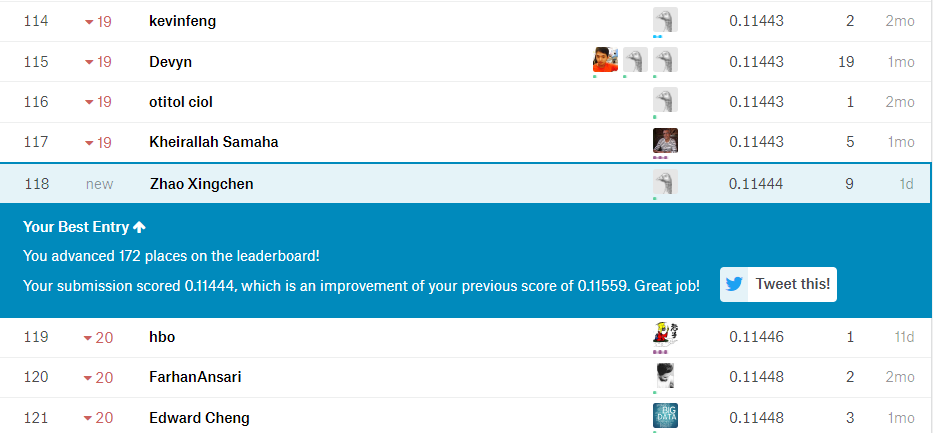 114 19 kevinfeng 0.11443 2 2mo
115 19 Devyn 0.11443 19 1mo
116 19 otitol ciol 0.11443 1 2mo
117 19 Kheirallah Samaha 0.11443 5 1mo
118 new Zhao Xingchen 0.11444 9 1d
Your Best Entry
You advanced 172 places on the leaderboard!
Your submission scored 0.11444, which is an improvement of your previous score of 0.11559. Great job! Tweet this!
119 20 hbo 0.11446 1 11d
120 20 FarhanAnsari 0.11448 2 2mo
121 20 Edward Cheng BIG DATA 0.11448 3 1mo